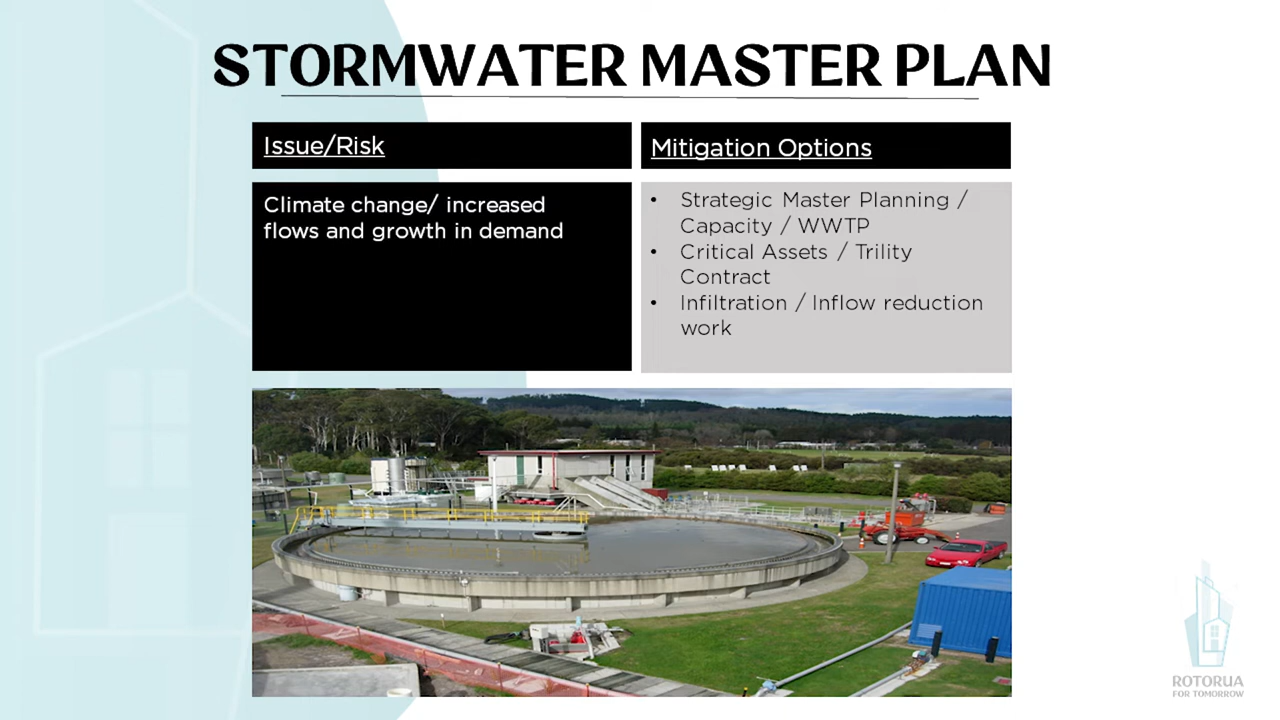 STORMWATER MASTER PLAN
Issue/Risk
Mitigation Options
Climate change/ increased
flows and growth in demand
• Strategic Master Planning /
Capacity / WWTP
• Critical Assets / Trility
Contract
• Infiltration / Inflow reduction
work
ROTORUA
FOR TOMORROW